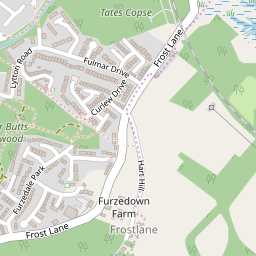 Tates Copse
Lytton Road
Fulmar Drive
Frost Lane
Curlew Drive
Butts
wood
Hart Hill
Furzedale Park
Furzedown
Farm
Frostlane
Frost Lane